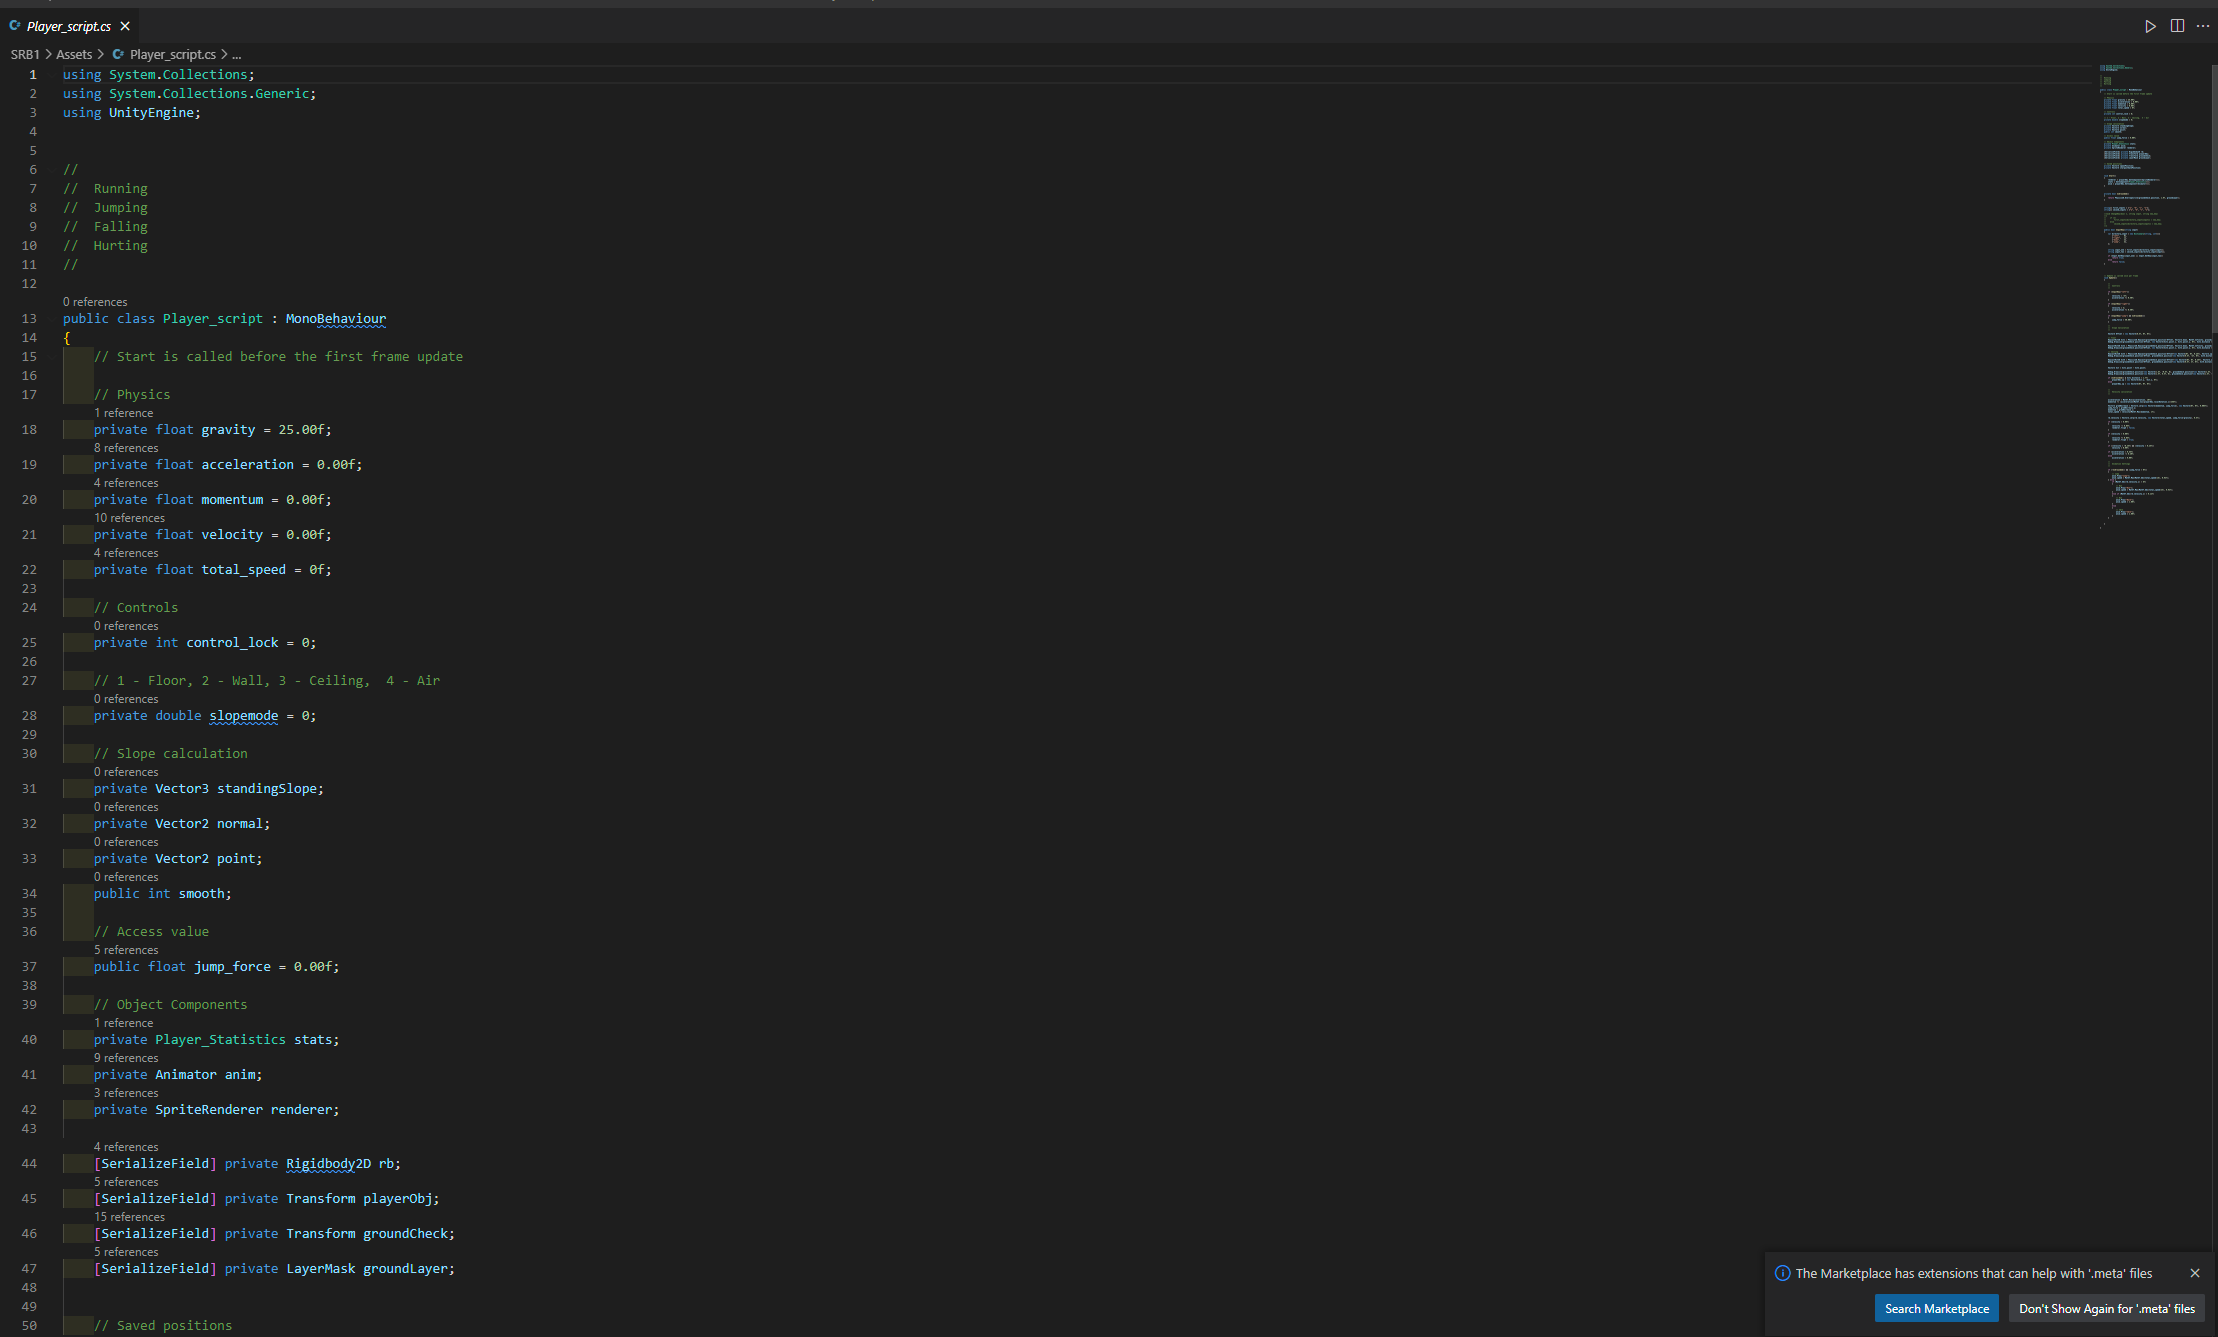 Player_script.cs
SRB1 > Assets > Player_script.cs > ...
1 using System.Collections;
2 using System.Collections.Generic;
3 using UnityEngine;
4
5
6 //
7 // Running
8 // Jumping
9 // Falling
10 // Hurting
11 //
12
0 references
13 public class Player_script : MonoBehaviour
14 {
15 // Start is called before the first frame update
16
17 // Physics
1 reference
18 private float gravity = 25.00f;
8 references
19 private float acceleration = 0.00f;
4 references
20 private float momentum = 0.00f;
10 references
21 private float velocity = 0.00f;
4 references
22 private float total_speed = 0f;
23
24 // Controls
0 references
25 private int control_lock = 0;
26
27 // 1 - Floor, 2 - Wall, 3 - Ceiling,  4 - Air
0 references
28 private double slopemode = 0;
29
30 // Slope calculation
0 references
31 private Vector3 standingSlope;
0 references
32 private Vector2 normal;
0 references
33 private Vector2 point;
0 references
34 public int smooth;
35
36 // Access value
5 references
37 public float jump_force = 0.00f;
38
39 // Object Components
1 reference
40 private Player_Statistics stats;
9 references
41 private Animator anim;
3 references
42 private SpriteRenderer renderer;
43
4 references
44 [SerializeField] private Rigidbody2D rb;
5 references
45 [SerializeField] private Transform playerObj;
15 references
46 [SerializeField] private Transform groundCheck;
5 references
47 [SerializeField] private LayerMask groundLayer;
48
49
50 // Saved positions
The Marketplace has extensions that can help with '.meta' files
Search Marketplace
Don't Show Again for '.meta' files